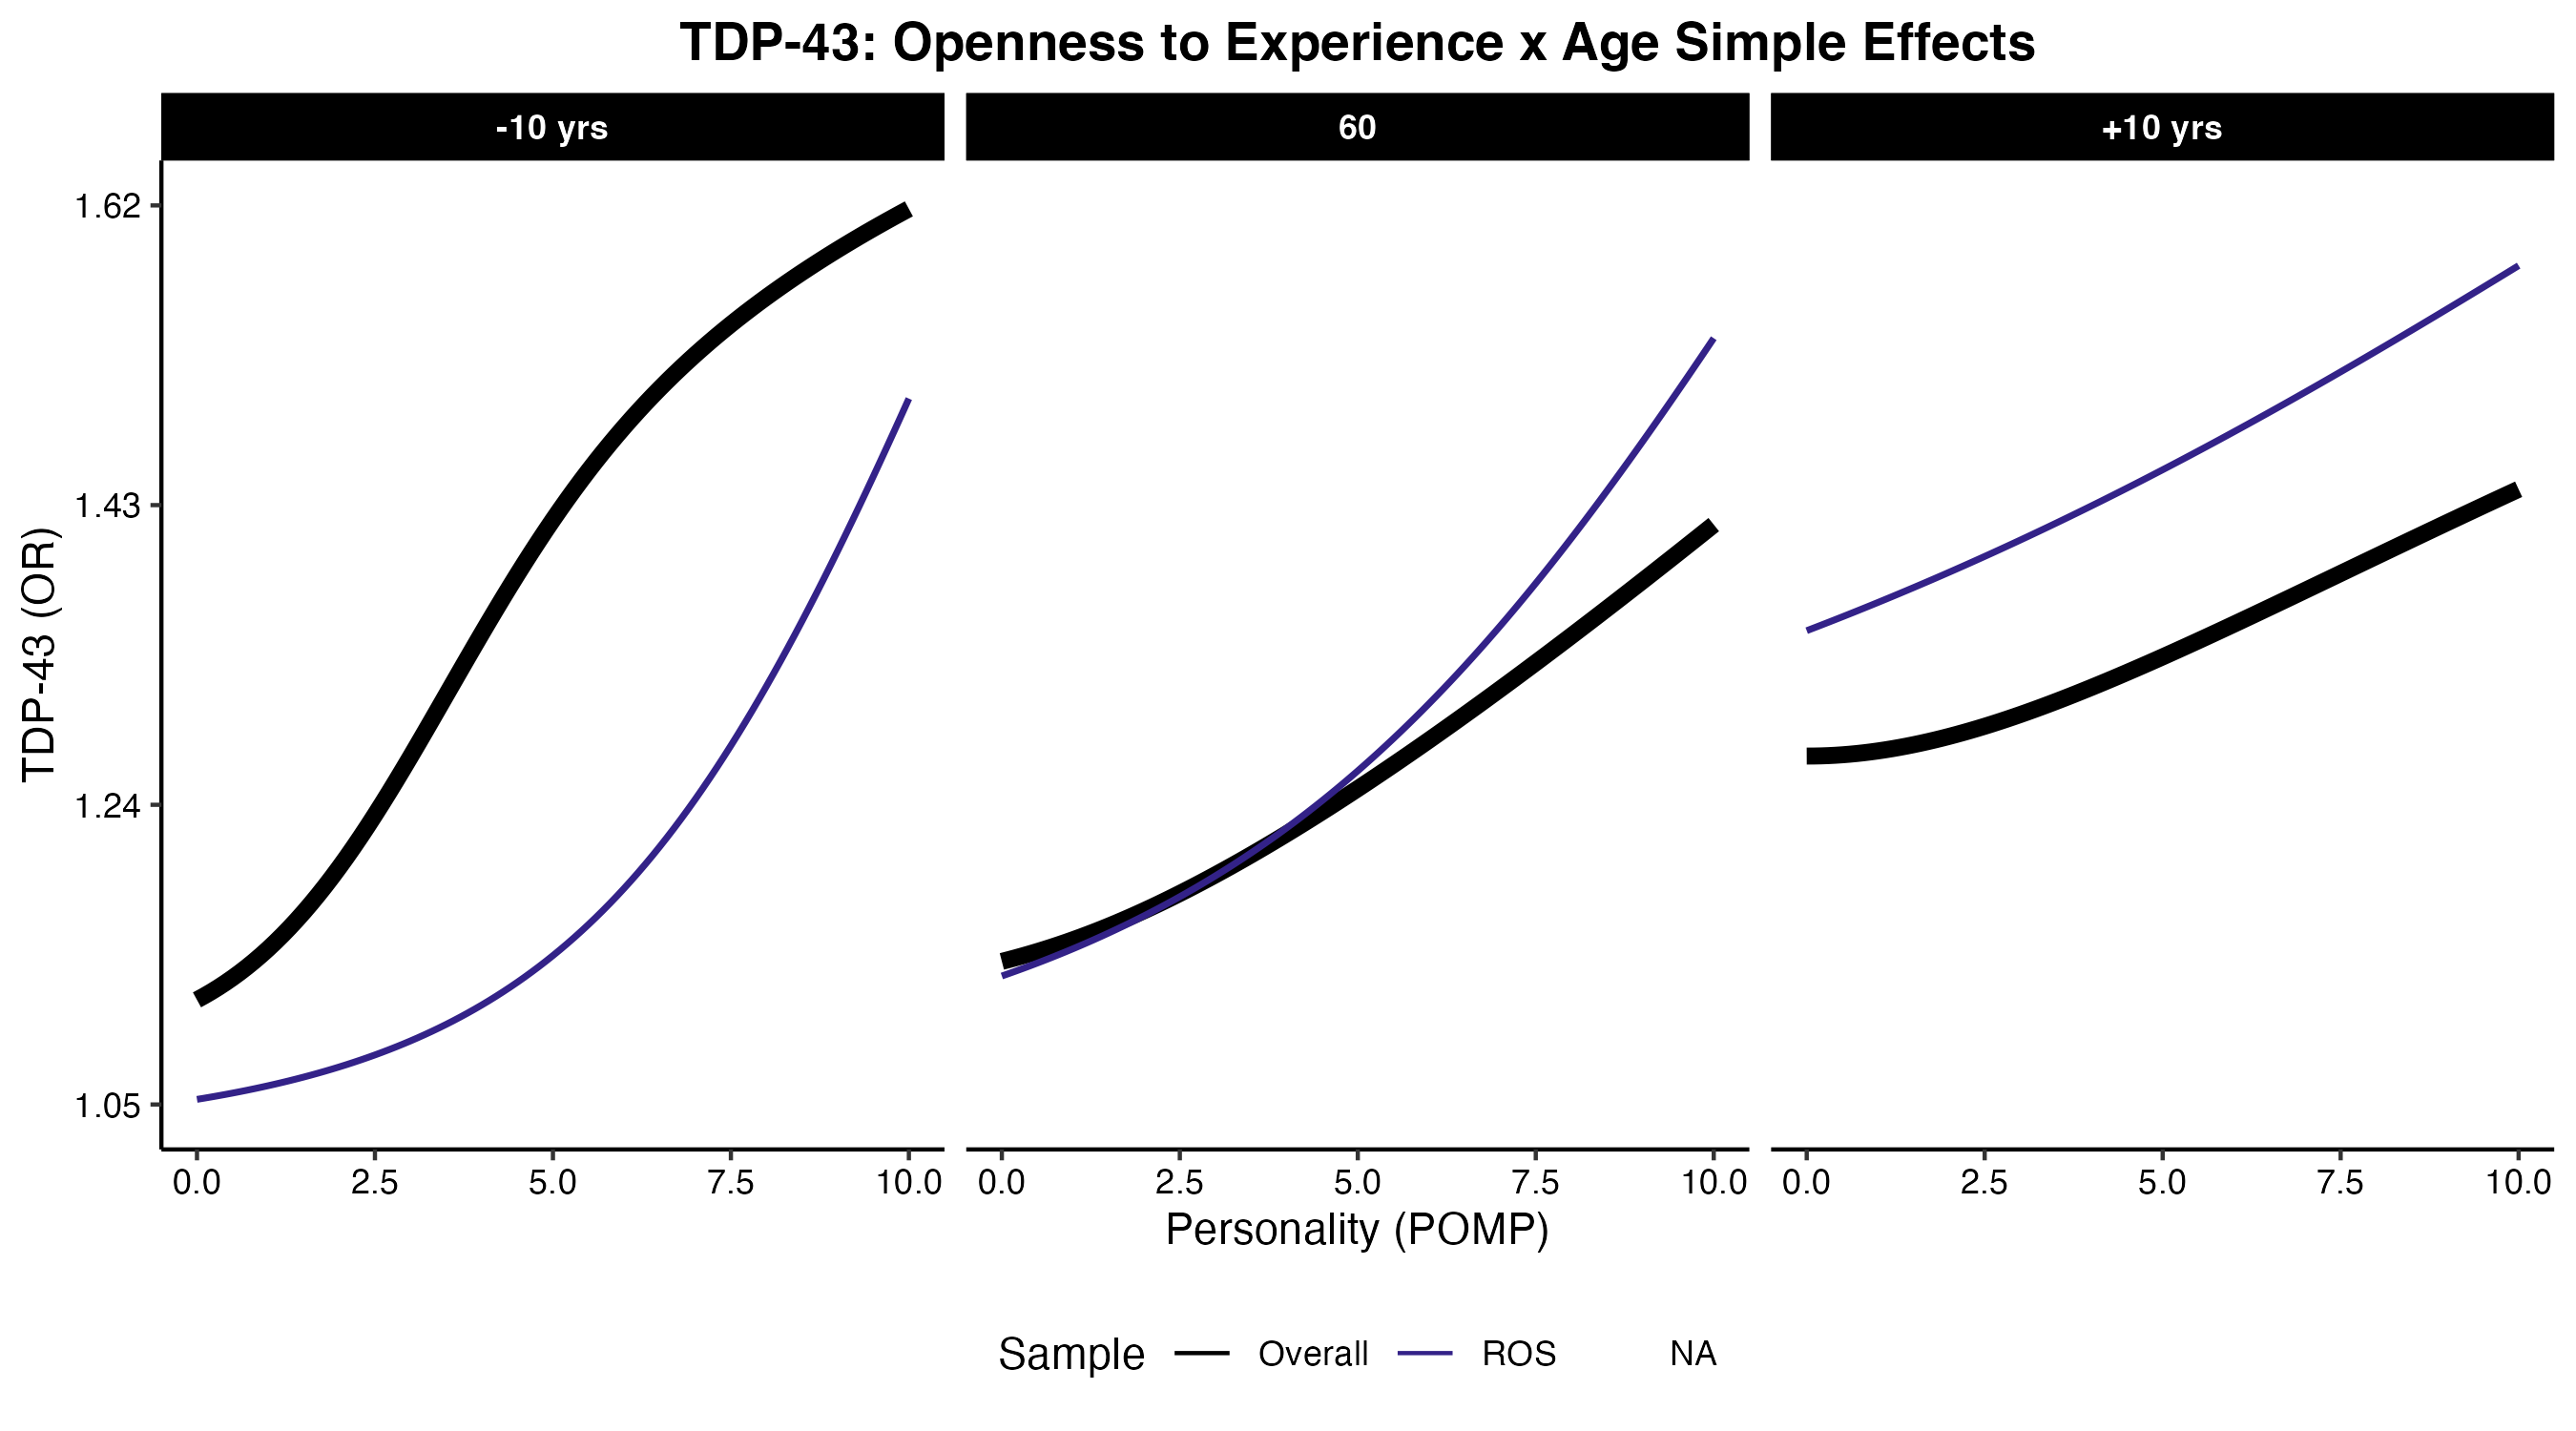 TDP-43: Openness to Experience x Age Simple Effects
-10 yrs
60
+10 yrs
1.62
1.43
1.24
1.05
TDP-43 (OR)
0.0 2.5 5.0 7.5 10.0
0.0 2.5 5.0 7.5 10.0
0.0 2.5 5.0 7.5 10.0
Personality (POMP)
Sample Overall ROS NA